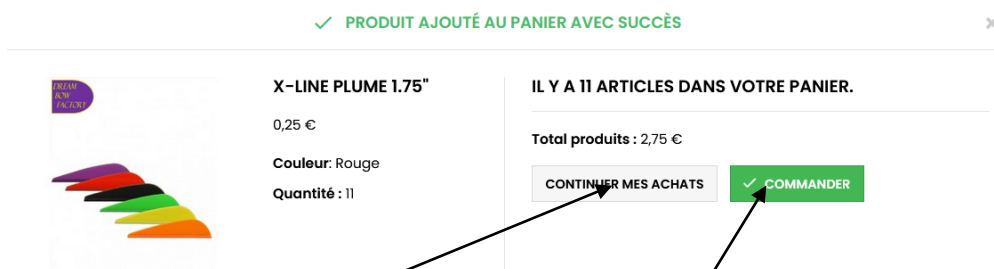 PRODUIT AJOUTÉ AU PANIER AVEC SUCCÈS
DREAM
BOW
FACTORY
X-LINE PLUME 1.75"
0,25 €
Couleur: Rouge
Quantité : 11
IL Y A 11 ARTICLES DANS VOTRE PANIER.
Total produits : 2,75 €
CONTINUER MES ACHATS
COMMANDER